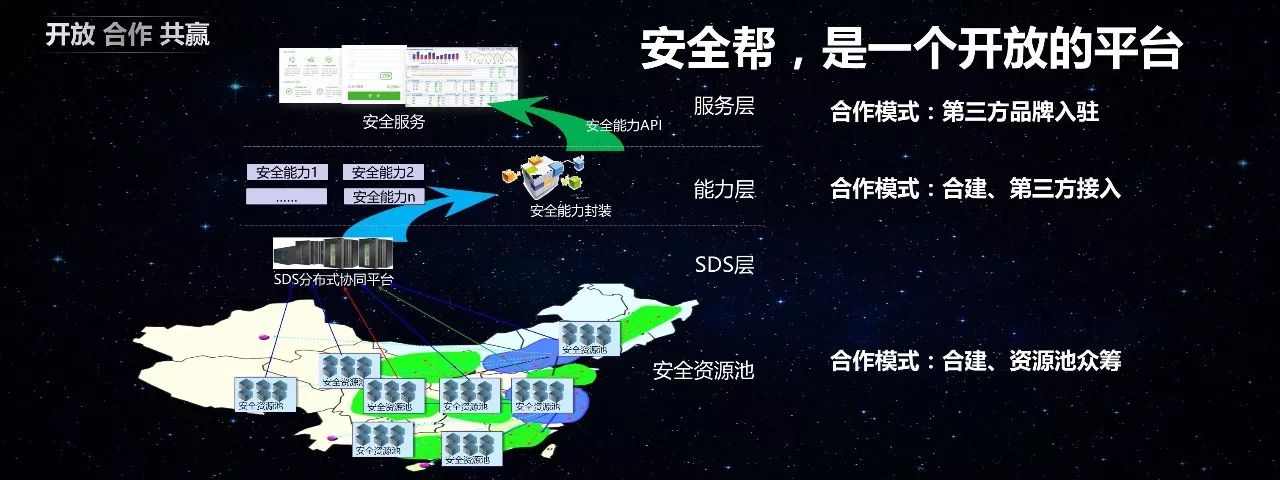 开放 合作 共赢
安全帮，是一个开放的平台
安全服务
安全能力API
服务层
合作模式：第三方品牌入驻
安全能力1
安全能力2
......
安全能力n
安全能力封装
能力层
合作模式：合建、第三方接入
SDS分布式协同平台
SDS层
安全资源池
安全资源池
安全资源池
安全资源池
安全资源池
安全资源池
安全资源池
安全资源池
安全资源池
合作模式：合建、资源池众筹